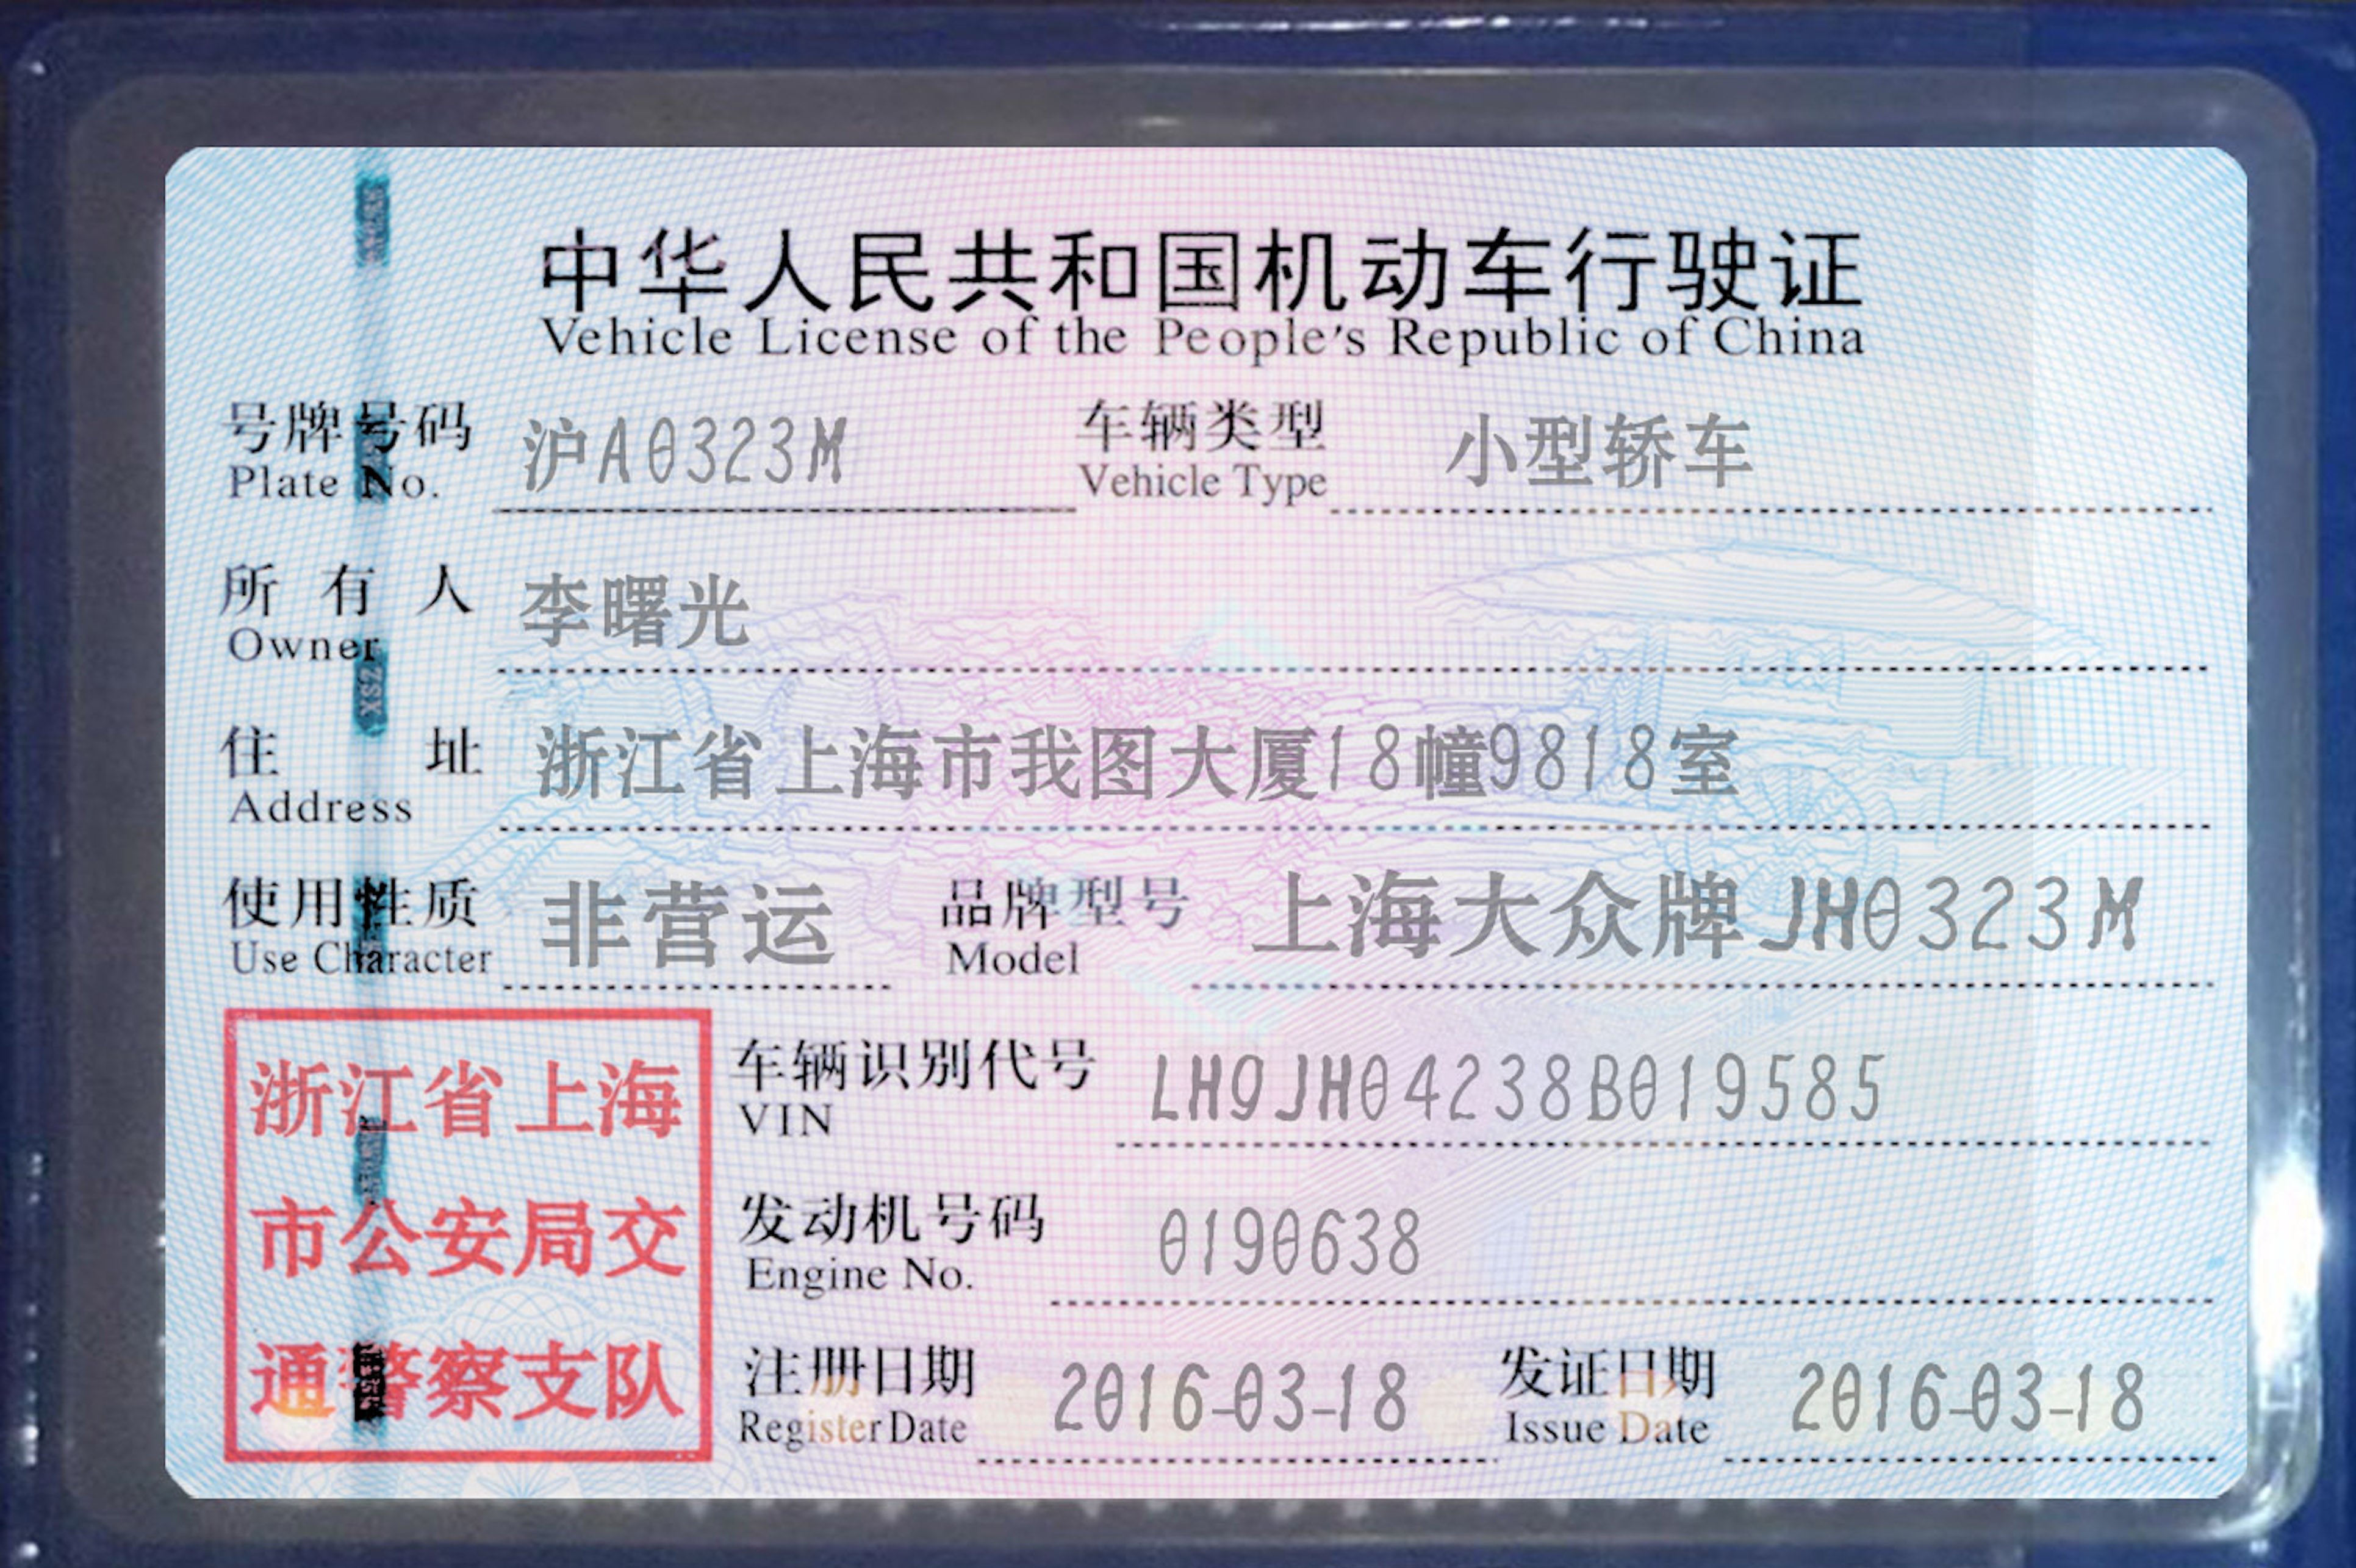 中华人民共和国机动车行驶证
Vehicle License of the People's Republic of China
号牌号码 沪A0323M 车辆类型 小型轿车
Plate No. Vehicle Type
所有人 李曙光
Owner
住址 浙江省上海市我图大厦18幢9818室
Address
使用性质 非营运 品牌型号 上海大众牌JH0323M
Use Character Model
浙江省上海
市公安局交
通警察支队
车辆识别代号 LH9JH04238B019585
VIN
发动机号码 0190638
Engine No.
注册日期 2016-03-18 发证日期 2016-03-18
Register Date Issue Date